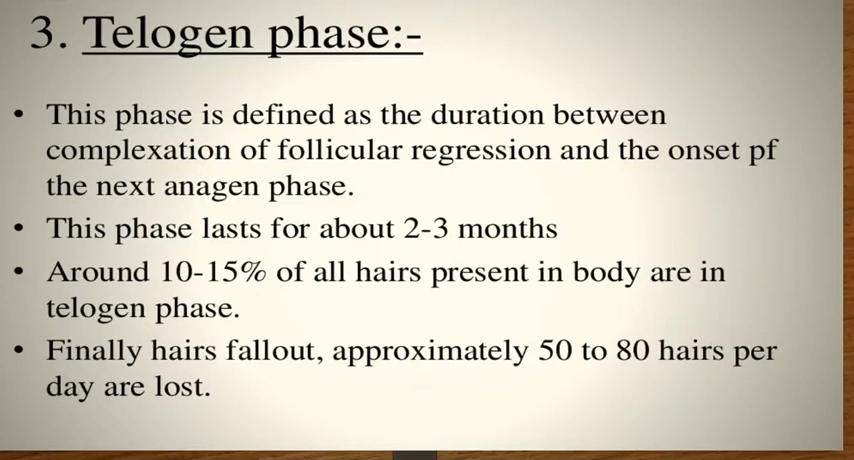 3. Telogen phase:-
• This phase is defined as the duration between
complexation of follicular regression and the onset pf
the next anagen phase.
• This phase lasts for about 2-3 months
• Around 10-15% of all hairs present in body are in
telogen phase.
• Finally hairs fallout, approximately 50 to 80 hairs per
day are lost.